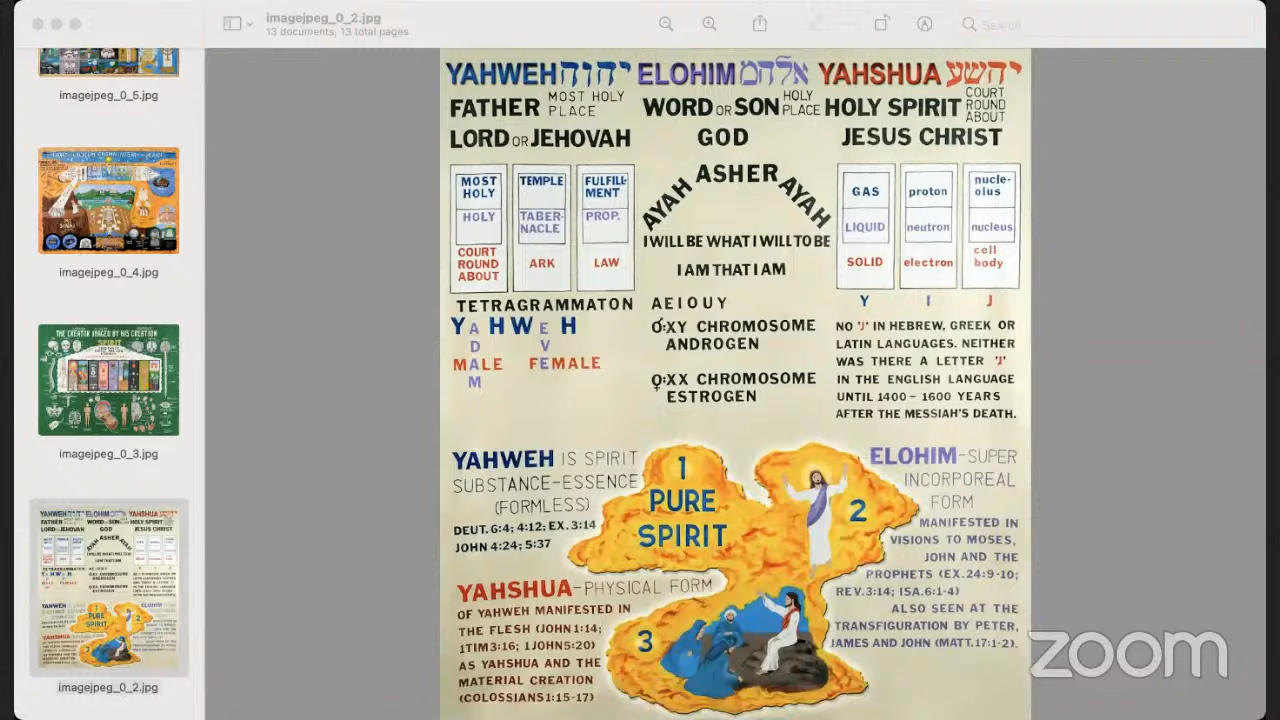 imagejpeg_0_2.jpg
13 documents, 13 total pages
Search
imagejpeg_0_5.jpg
imagejpeg_0_4.jpg
THE CREATOR IMAGED BY HIS CREATION
SPIRIT
imagejpeg_0_3.jpg
imagejpeg_0_2.jpg
YAHWEH יהוה ELOHIM אלהמ YAHSHUA יהשע
FATHER MOST HOLY PLACE WORD OR SON HOLY PLACE HOLY SPIRIT COURT ROUND ABOUT
LORD OR JEHOVAH GOD JESUS CHRIST
MOST HOLY
HOLY
COURT ROUND ABOUT
TEMPLE
TABER-
NACLE
ARK
FULFILL-
MENT
PROP.
LAW
AYAH ASHER AYAH
I WILL BE WHAT I WILL TO BE
I AM THAT I AM
GAS
LIQUID
SOLID
proton
neutron
electron
nucle-
olus
nucleus
cell
body
TETRAGRAMMATON
YAHWEH
D V
MALE FEMALE
M
A E I O U Y
♂:XY CHROMOSOME
ANDROGEN
♀:XX CHROMOSOME
ESTROGEN
Y I J
NO 'J' IN HEBREW, GREEK OR
LATIN LANGUAGES. NEITHER
WAS THERE A LETTER 'J'
IN THE ENGLISH LANGUAGE
UNTIL 1400 - 1600 YEARS
AFTER THE MESSIAH'S DEATH.
YAHWEH IS SPIRIT
SUBSTANCE-ESSENCE
(FORMLESS)
DEUT. 6:4; 4:12; EX. 3:14
JOHN 4:24; 5:37
1
PURE
SPIRIT
2
ELOHIM-SUPER
INCORPOREAL
FORM
MANIFESTED IN
VISIONS TO MOSES,
JOHN AND THE
PROPHETS (EX. 24:9-10;
REV. 3:14; ISA. 6:1-4)
ALSO SEEN AT THE
TRANSFIGURATION BY PETER,
JAMES AND JOHN (MATT. 17:1-2).
YAHSHUA-PHYSICAL FORM
OF YAHWEH MANIFESTED IN
THE FLESH (JOHN 1:14;
1TIM 3:16; 1JOHN 5:20)
AS YAHSHUA AND THE
MATERIAL CREATION
(COLOSSIANS 1:15-17)
3
zoom